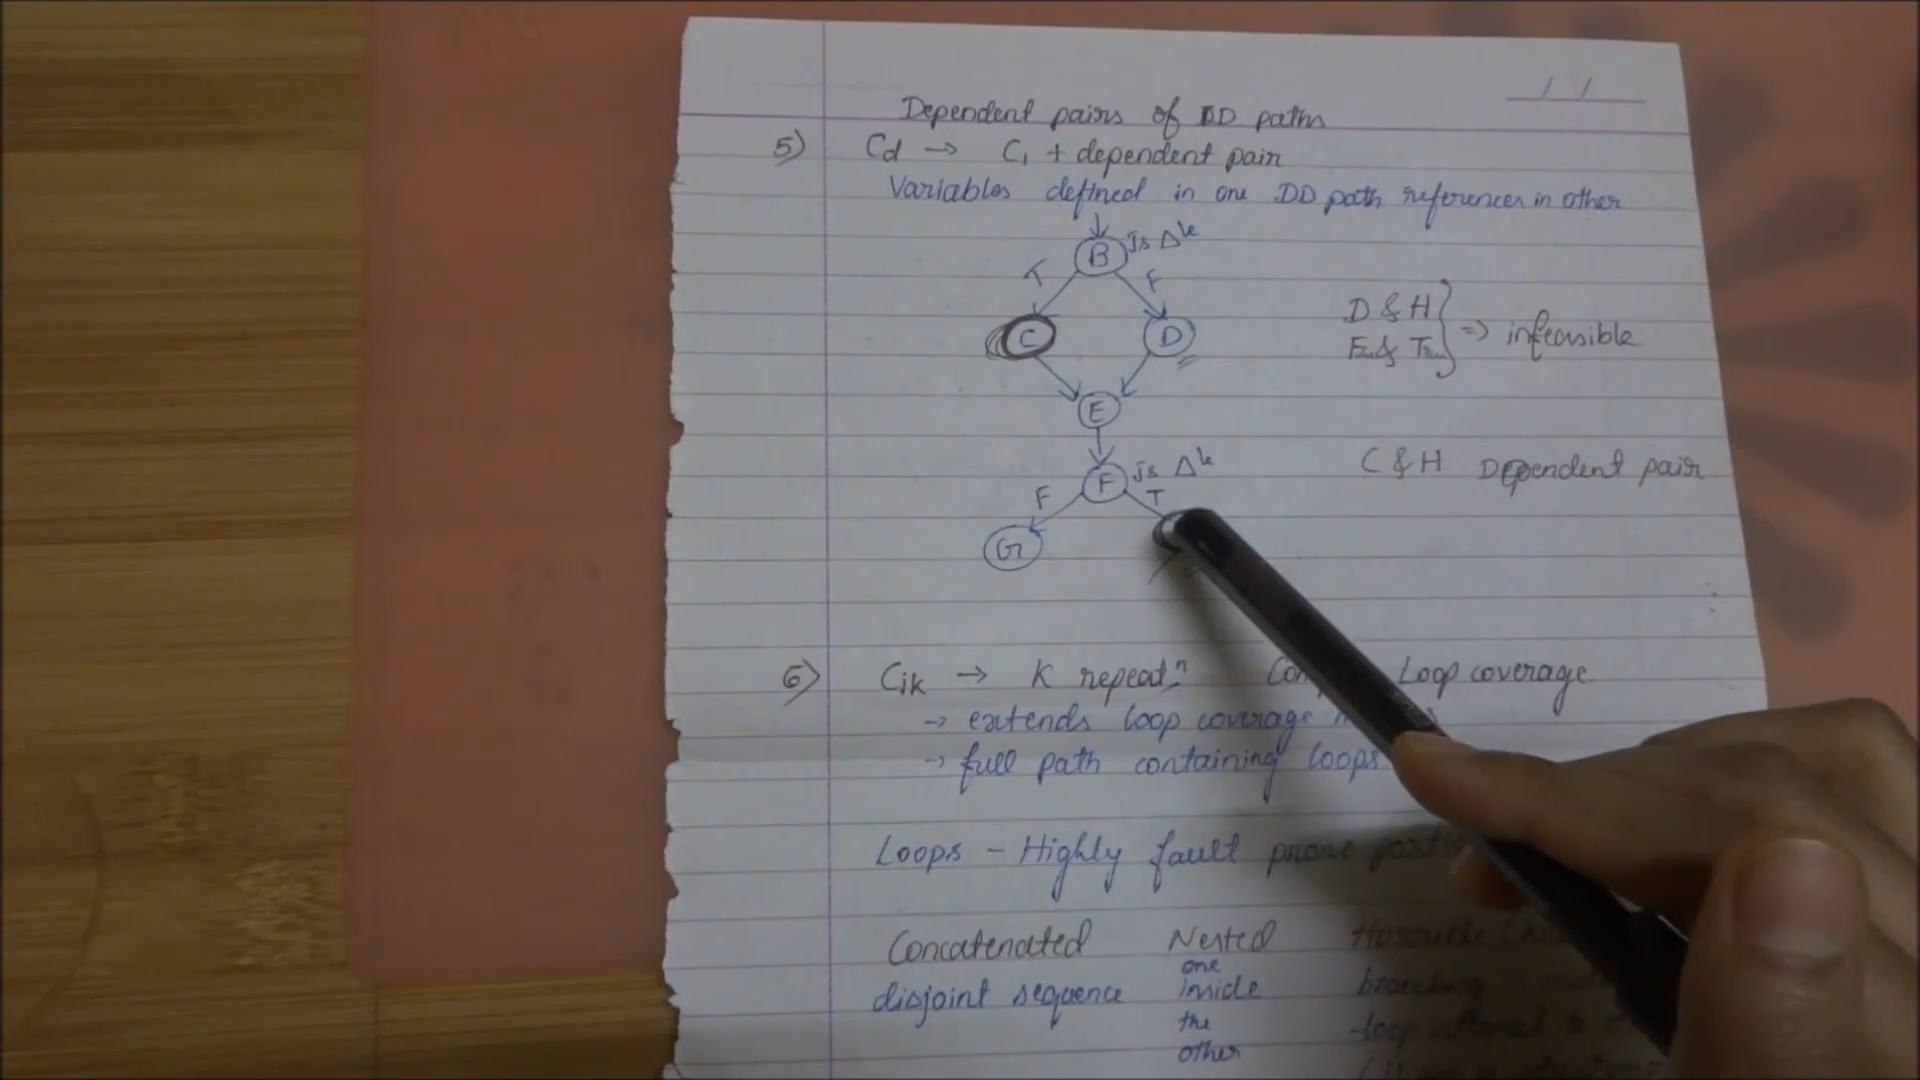 / /
Dependent pairs of DD paths
5) Cd → C1 + dependent pair
Variables defined in one DD path references in other
B Is Δle
T F
C D
E
F Is Δle
F T
G
D & H
F & T
⇒ infeasible
C & H Dependent pair
6) Cik → K repeatn Loop coverage
→ extends loop coverage
→ full path containing loops
Loops - Highly fault prone
Concatenated Nested
disjoint sequence one inside
the
other